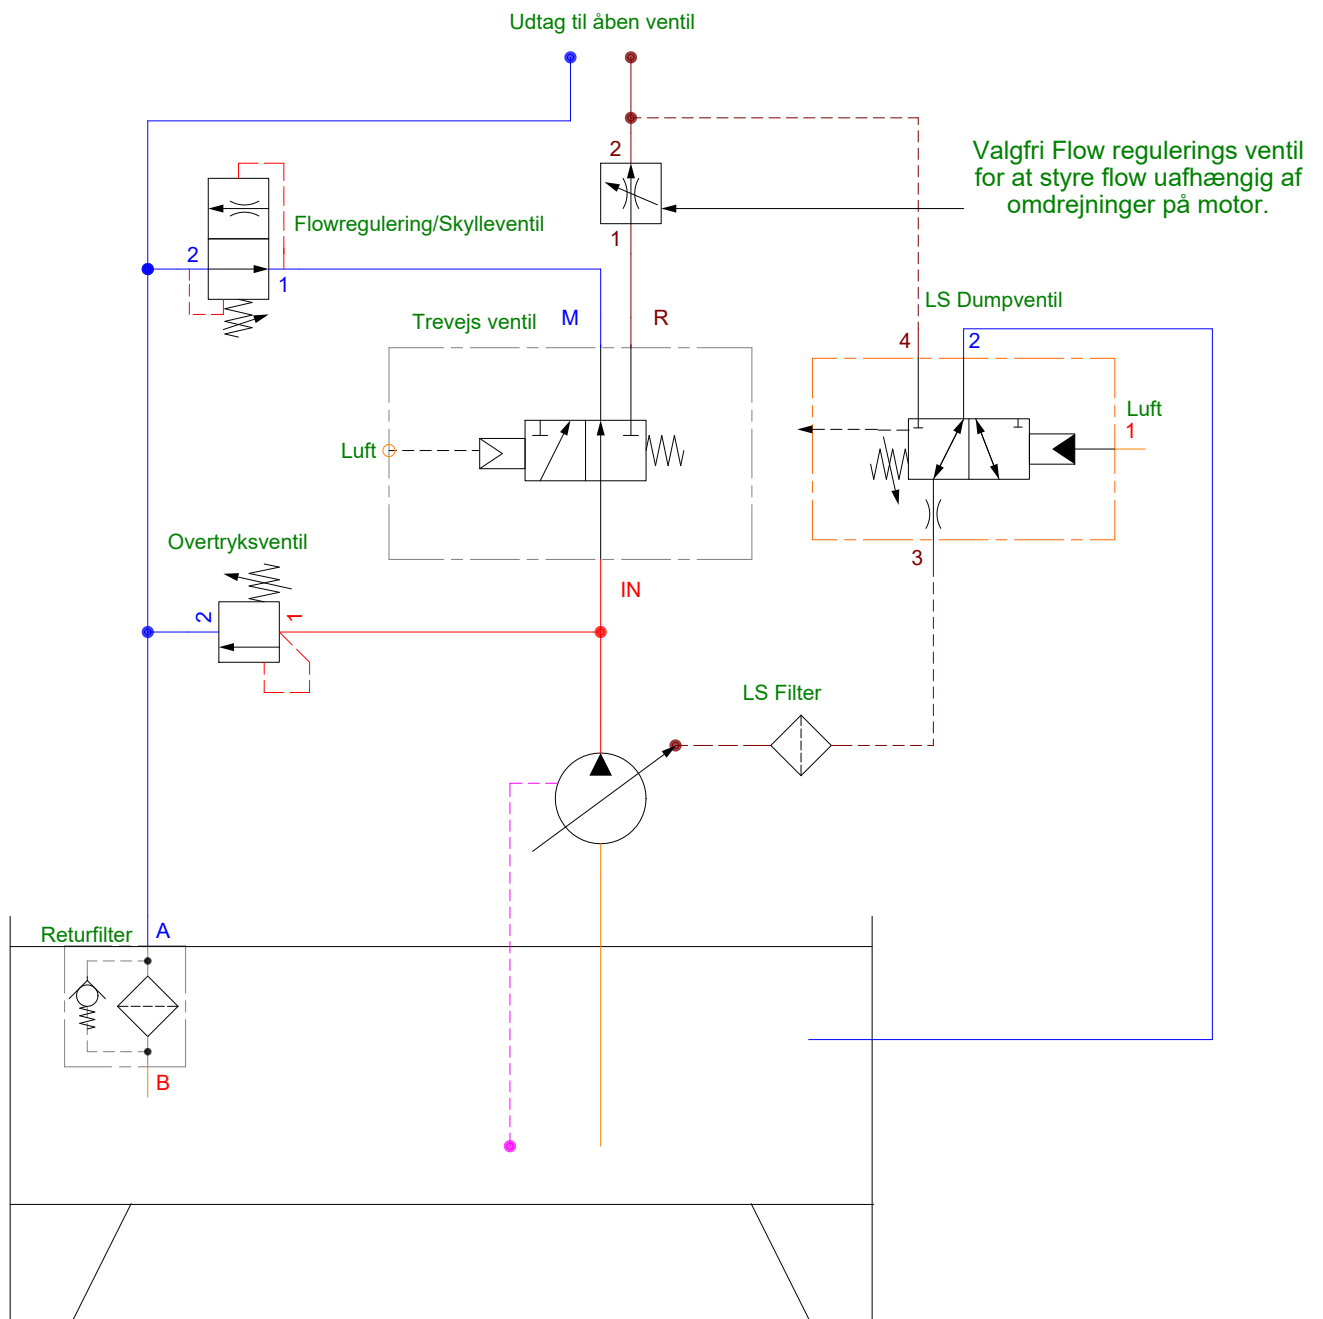 Udtag til åben ventil
2
Valgfri Flow regulerings ventil
for at styre flow uafhængig af
omdrejninger på motor.
Flowregulering/Skylleventil
1
2
1
LS Dumpventil
Trevejs ventil
M
R
4
2
Luft
1
Luft
Overtryksventil
3
IN
2
1
LS Filter
A
Returfilter
B